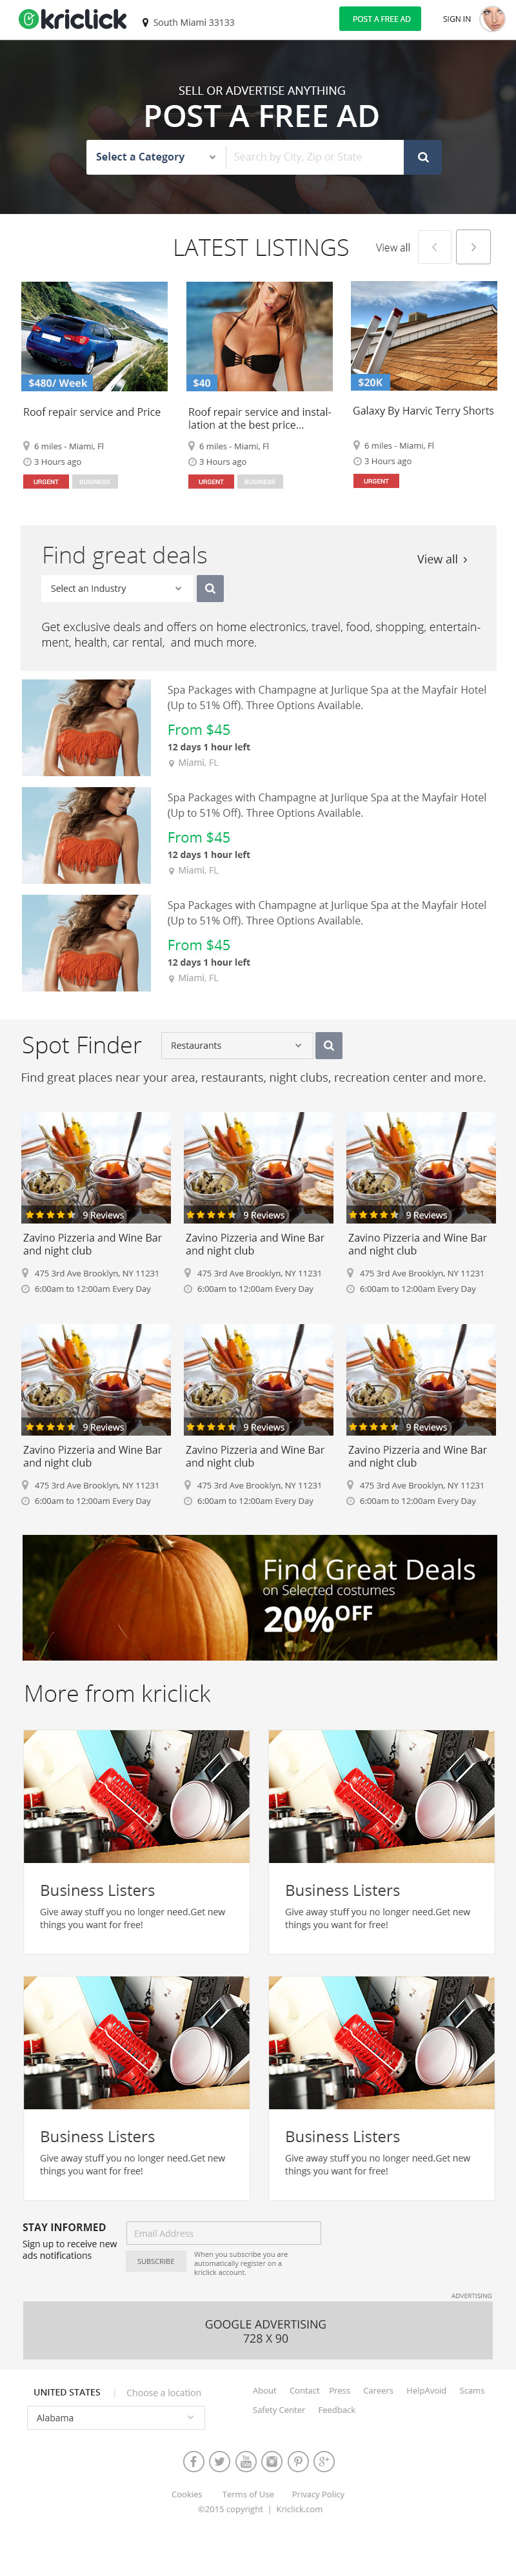 kriclick
South Miami 33133
POST A FREE AD
SIGN IN
SELL OR ADVERTISE ANYTHING
POST A FREE AD
Select a Category
Search by City, Zip or State
LATEST LISTINGS
View all
$480/ Week
$40
$20K
Roof repair service and Price
6 miles - Miami, Fl
3 Hours ago
URGENT
BUSINESS
Roof repair service and instal-
lation at the best price...
6 miles - Miami, Fl
3 Hours ago
URGENT
BUSINESS
Galaxy By Harvic Terry Shorts
6 miles - Miami, Fl
3 Hours ago
URGENT
Find great deals
View all
Select an Industry
Get exclusive deals and offers on home electronics, travel, food, shopping, entertain-
ment, health, car rental, and much more.
Spa Packages with Champagne at Jurlique Spa at the Mayfair Hotel
(Up to 51% Off). Three Options Available.
From $45
12 days 1 hour left
Miami, FL
Spa Packages with Champagne at Jurlique Spa at the Mayfair Hotel
(Up to 51% Off). Three Options Available.
From $45
12 days 1 hour left
Miami, FL
Spa Packages with Champagne at Jurlique Spa at the Mayfair Hotel
(Up to 51% Off). Three Options Available.
From $45
12 days 1 hour left
Miami, FL
Spot Finder
Restaurants
Find great places near your area, restaurants, night clubs, recreation center and more.
9 Reviews
Zavino Pizzeria and Wine Bar
and night club
475 3rd Ave Brooklyn, NY 11231
6:00am to 12:00am Every Day
9 Reviews
Zavino Pizzeria and Wine Bar
and night club
475 3rd Ave Brooklyn, NY 11231
6:00am to 12:00am Every Day
9 Reviews
Zavino Pizzeria and Wine Bar
and night club
475 3rd Ave Brooklyn, NY 11231
6:00am to 12:00am Every Day
9 Reviews
Zavino Pizzeria and Wine Bar
and night club
475 3rd Ave Brooklyn, NY 11231
6:00am to 12:00am Every Day
9 Reviews
Zavino Pizzeria and Wine Bar
and night club
475 3rd Ave Brooklyn, NY 11231
6:00am to 12:00am Every Day
9 Reviews
Zavino Pizzeria and Wine Bar
and night club
475 3rd Ave Brooklyn, NY 11231
6:00am to 12:00am Every Day
Find Great Deals
on Selected costumes
20% OFF
More from kriclick
Business Listers
Give away stuff you no longer need.Get new
things you want for free!
Business Listers
Give away stuff you no longer need.Get new
things you want for free!
Business Listers
Give away stuff you no longer need.Get new
things you want for free!
Business Listers
Give away stuff you no longer need.Get new
things you want for free!
STAY INFORMED
Sign up to receive new
ads notifications
Email Address
SUBSCRIBE
When you subscribe you are
automatically register on a
kriclick account.
ADVERTISING
GOOGLE ADVERTISING
728 X 90
UNITED STATES | Choose a location
Alabama
About Contact Press Careers HelpAvoid Scams
Safety Center Feedback
You Tube
Cookies Terms of Use Privacy Policy
©2015 copyright | Kriclick.com